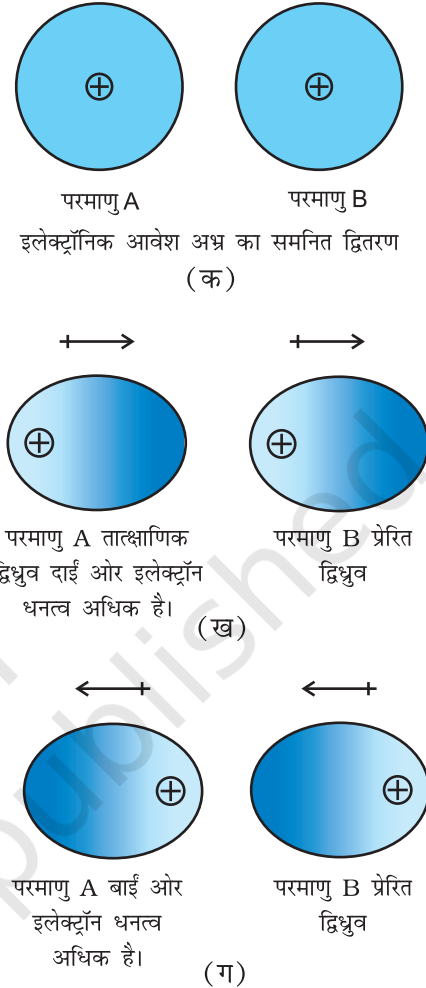 परमाणु A परमाणु B
इलेक्ट्रॉनिक आवेश अभ्र का समनित द्वितरण
(क)
परमाणु A तात्क्षाणिक परमाणु B प्रेरित
द्विध्रुव दाईं ओर इलेक्ट्रॉन द्विध्रुव
धनत्व अधिक है।
(ख)
परमाणु A बाईं ओर परमाणु B प्रेरित
इलेक्ट्रॉन धनत्व द्विध्रुव
अधिक है।
(ग)
published